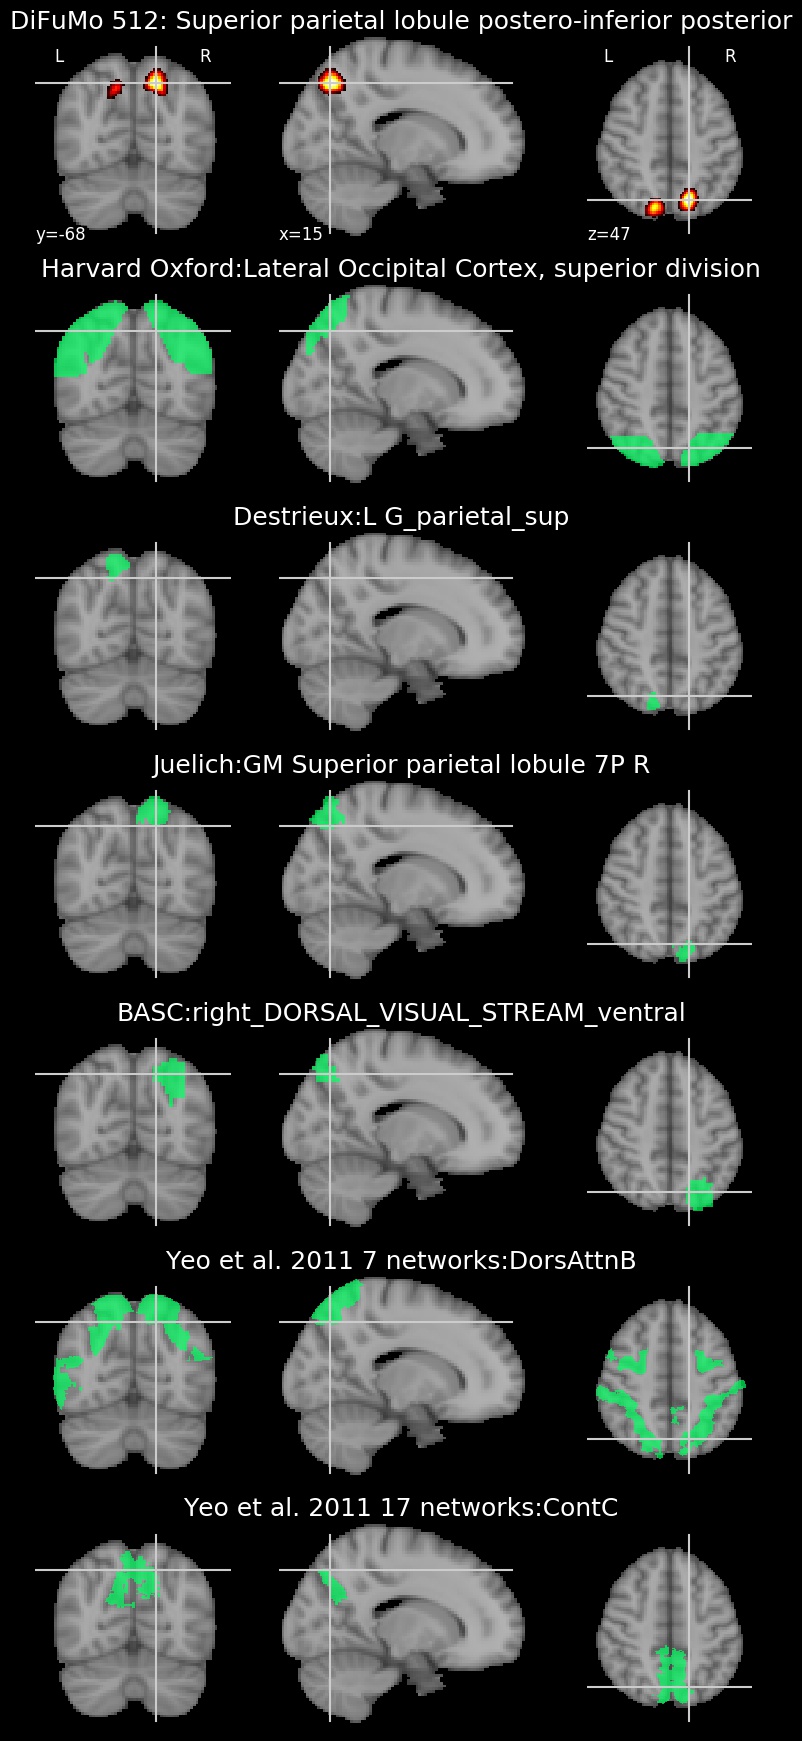 DiFuMo 512: Superior parietal lobule postero-inferior posterior
L R L R
y=-68 x=15 z=47
Harvard Oxford:Lateral Occipital Cortex, superior division
Destrieux:L G_parietal_sup
Juelich:GM Superior parietal lobule 7P R
BASC:right_DORSAL_VISUAL_STREAM_ventral
Yeo et al. 2011 7 networks:DorsAttnB
Yeo et al. 2011 17 networks:ContC